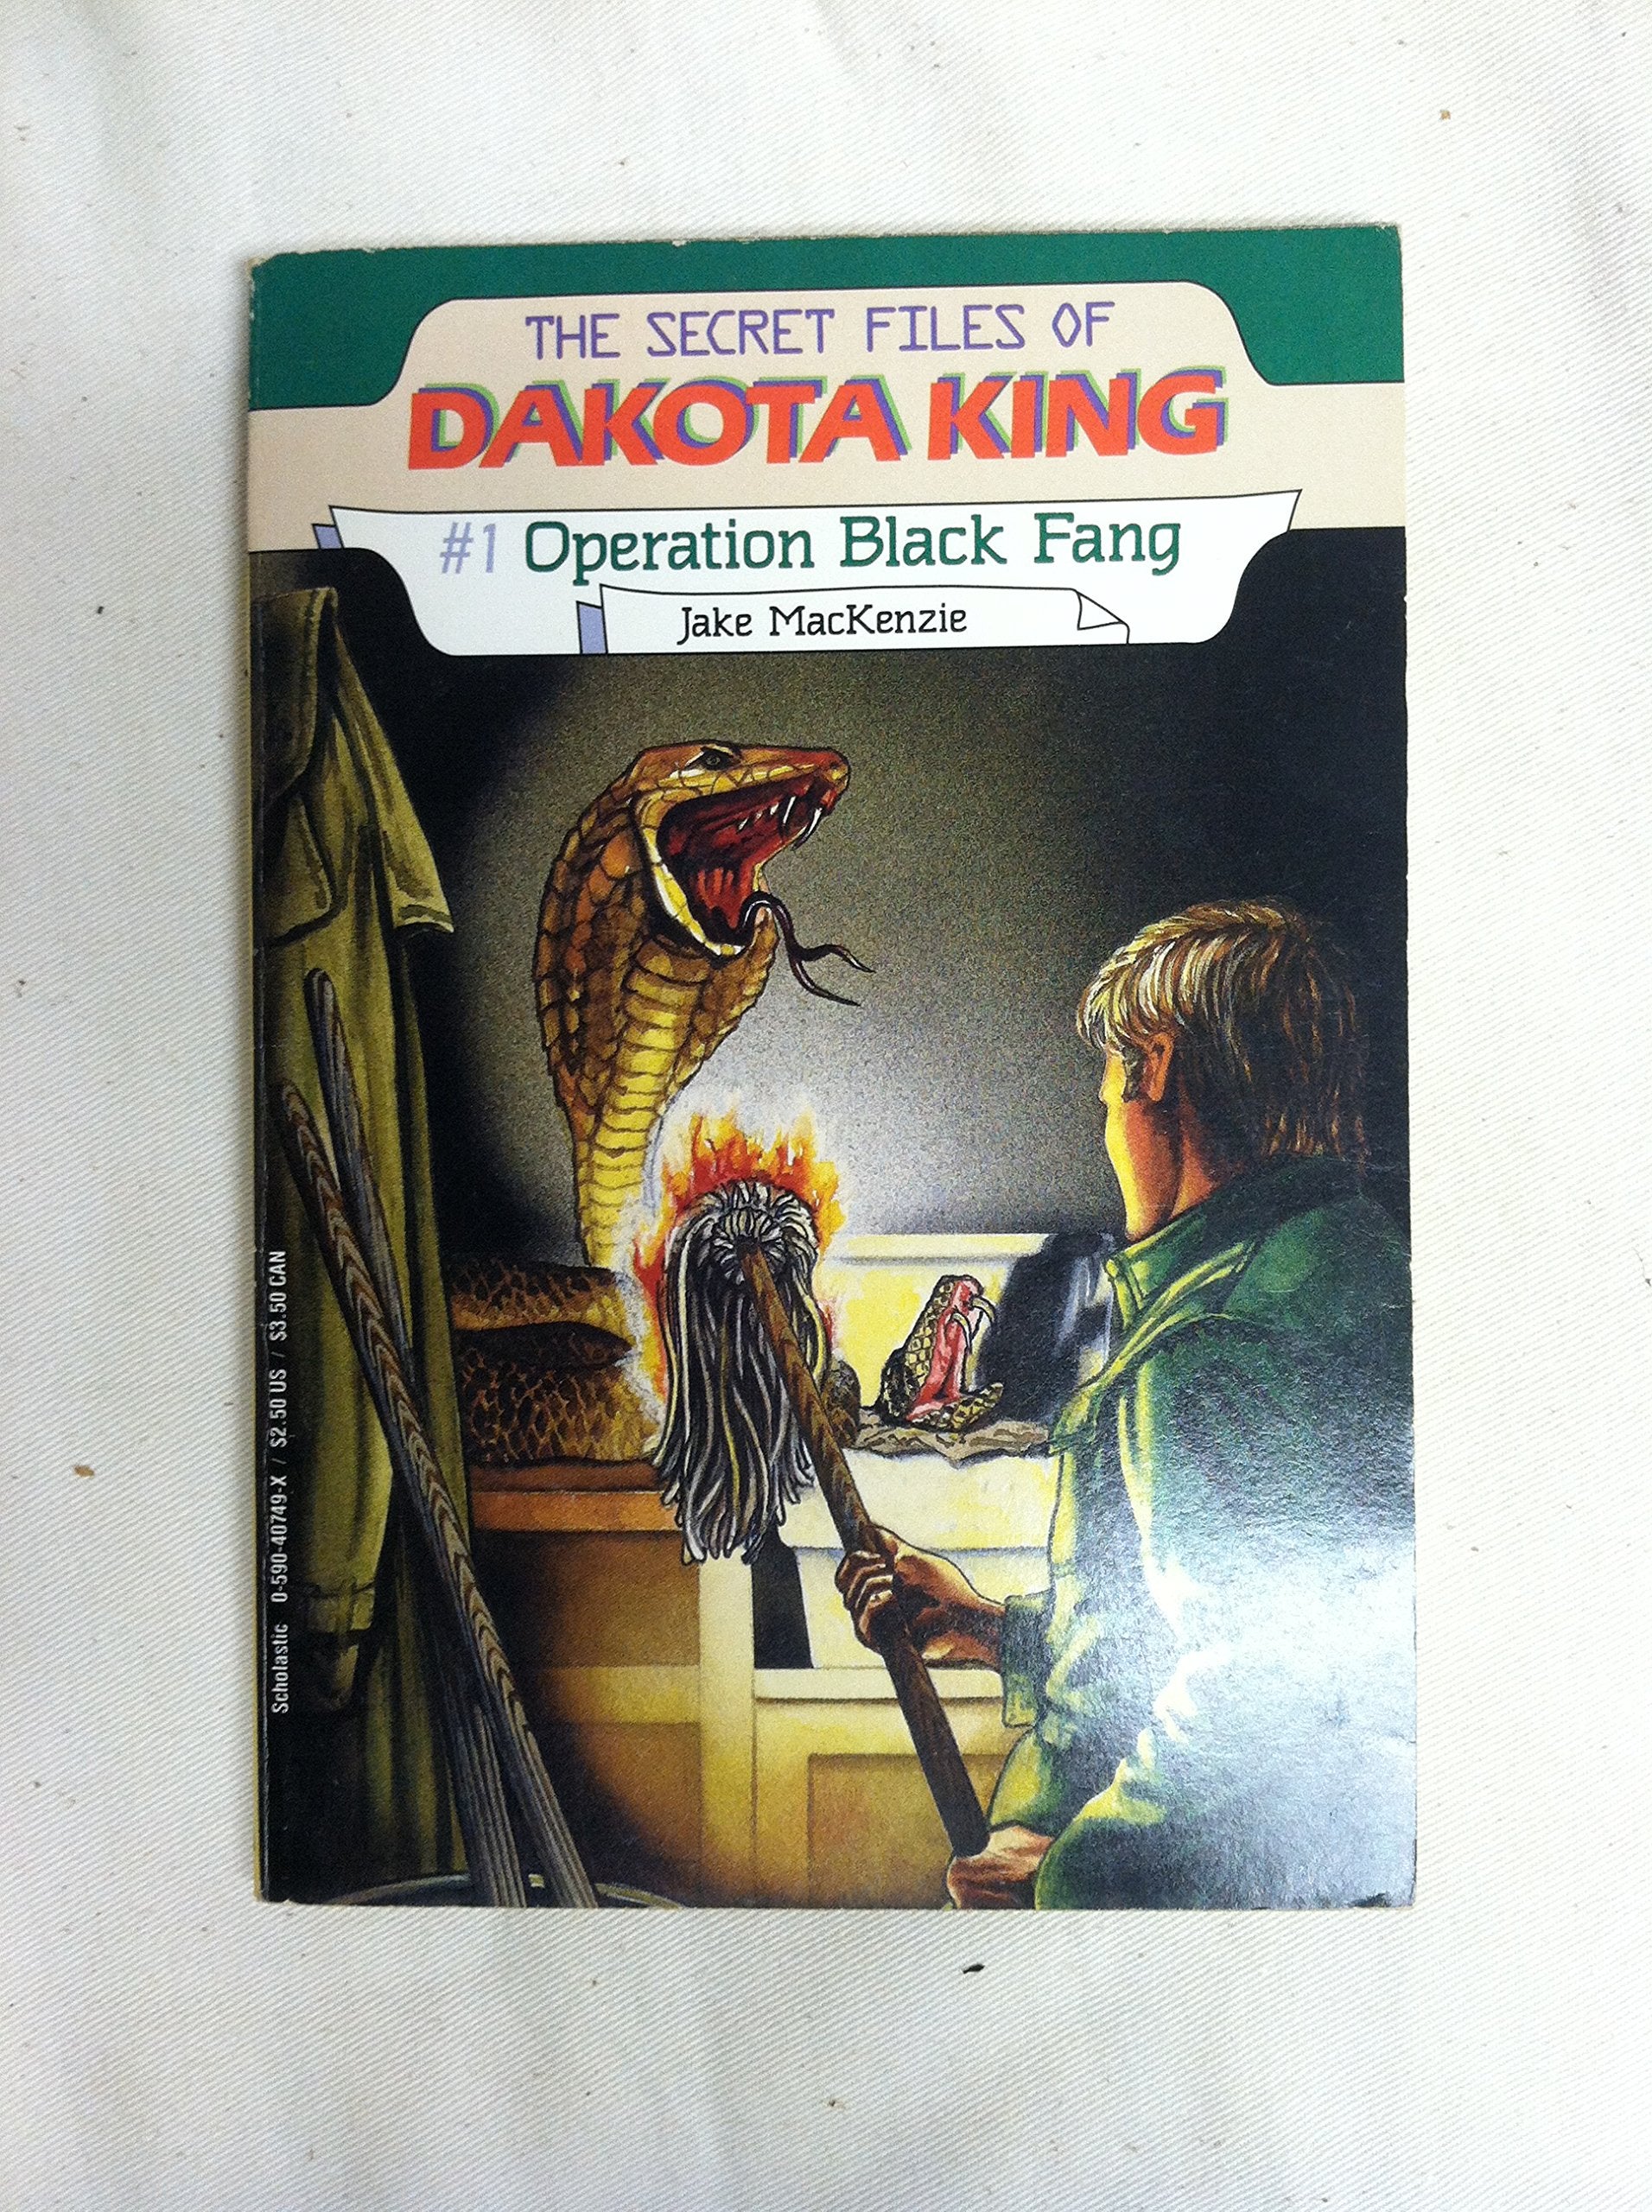 THE SECRET FILES OF
DAKOTA KING
#1 Operation Black Fang
Jake MacKenzie
Scholastic 0-590-40749-X / $2.50 US / $3.50 CAN